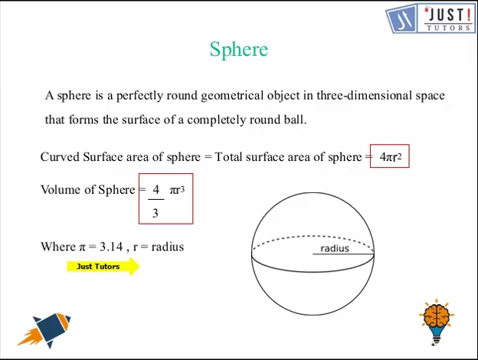 "JUST!
TUTORS
Sphere
A sphere is a perfectly round geometrical object in three-dimensional space
that forms the surface of a completely round ball.
Curved Surface area of sphere = Total surface area of sphere = 4πr²
Volume of Sphere = 4 πr³
3
radius
Where π = 3.14 , r = radius
Just Tutors